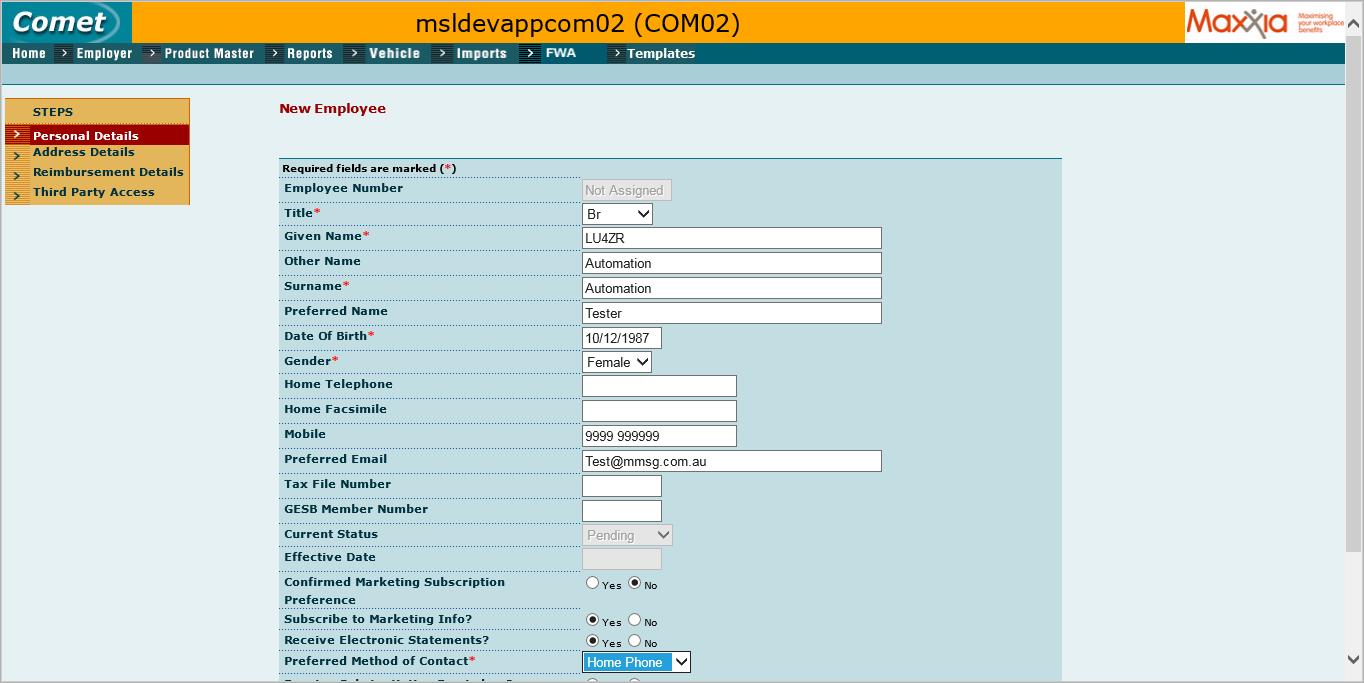 Comet
msldevappcom02 (COM02)
Maxxia
Maximising
your workplace
benefits
Home > Employer > Product Master > Reports > Vehicle > Imports > FWA > Templates
STEPS
> Personal Details
> Address Details
> Reimbursement Details
> Third Party Access
New Employee
Required fields are marked (*)
Employee Number Not Assigned
Title* Br
Given Name* LU4ZR
Other Name Automation
Surname* Automation
Preferred Name Tester
Date Of Birth* 10/12/1987
Gender* Female
Home Telephone
Home Facsimile
Mobile 9999 999999
Preferred Email Test@mmsg.com.au
Tax File Number
GESB Member Number
Current Status Pending
Effective Date
Confirmed Marketing Subscription Yes No
Preference
Subscribe to Marketing Info? Yes No
Receive Electronic Statements? Yes No
Preferred Method of Contact* Home Phone